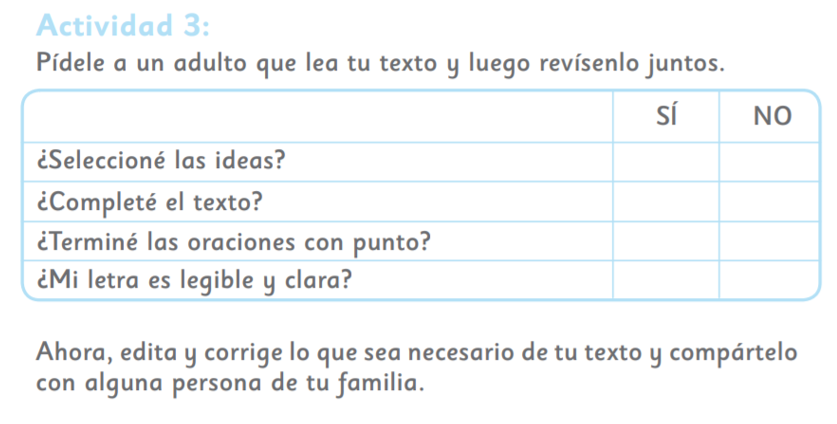 Actividad 3:
Pídele a un adulto que lea tu texto y luego revísenlo juntos.
SÍ NO
¿Seleccioné las ideas?
¿Completé el texto?
¿Terminé las oraciones con punto?
¿Mi letra es legible y clara?
Ahora, edita y corrige lo que sea necesario de tu texto y compártelo
con alguna persona de tu familia.